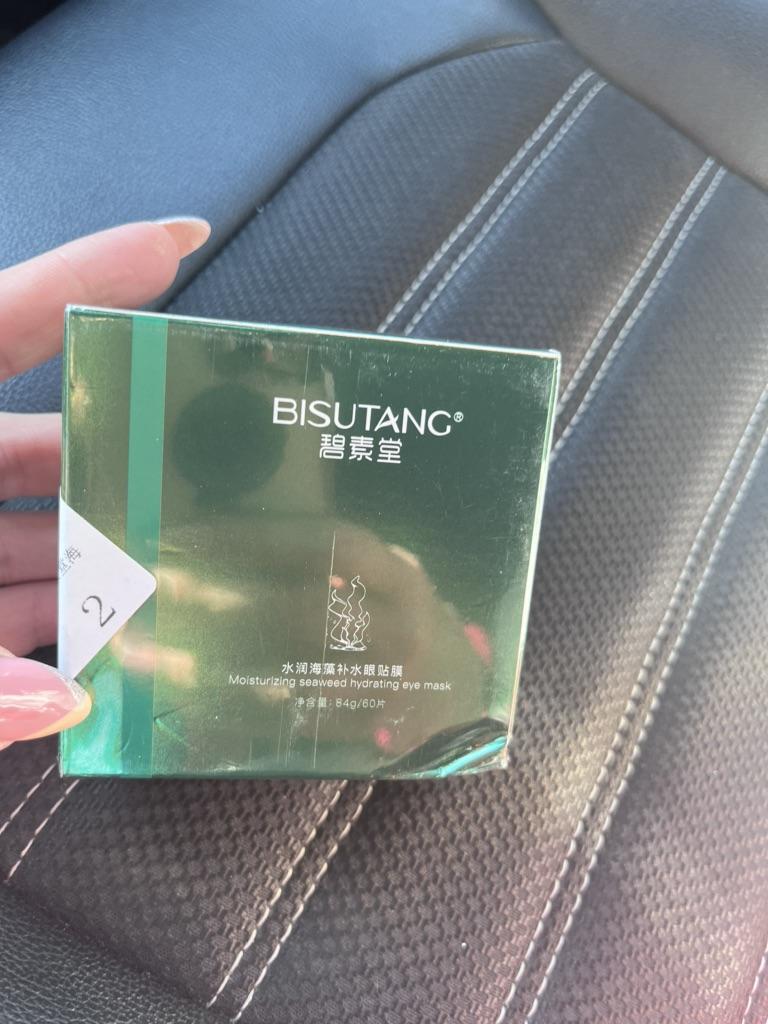 BISUTANG®
碧素堂
水润海藻补水眼贴膜
Moisturizing seaweed hydrating eye mask
净含量: 84g/60片
海
2